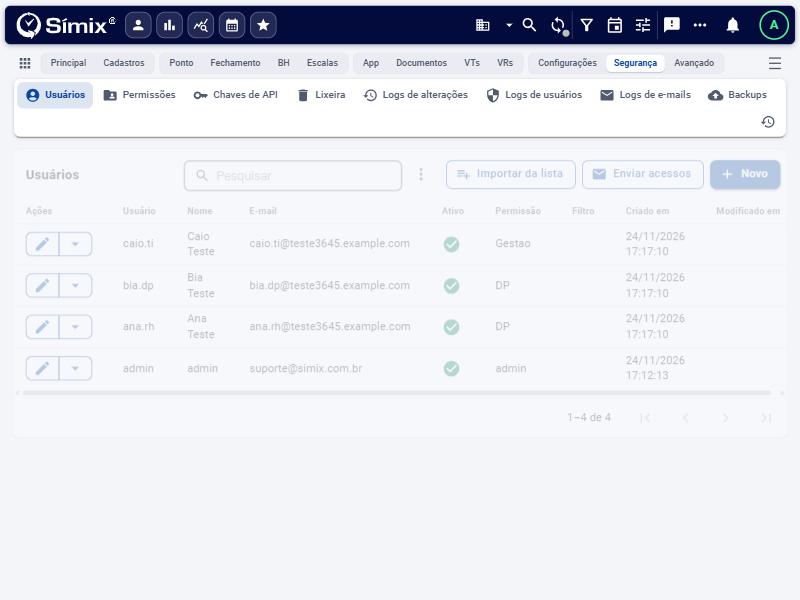 Símix®
A
Principal
Cadastros
Ponto
Fechamento
BH
Escalas
App
Documentos
VTs
VRs
Configurações
Segurança
Avançado
Usuários
Permissões
Chaves de API
Lixeira
Logs de alterações
Logs de usuários
Logs de e-mails
Backups
Usuários
Pesquisar
Importar da lista
Enviar acessos
Novo
Ações Usuário Nome E-mail Ativo Permissão Filtro Criado em Modificado em
caio.ti Caio Teste caio.ti@teste3645.example.com Gestao 24/11/2026 17:17:10
bia.dp Bia Teste bia.dp@teste3645.example.com DP 24/11/2026 17:17:10
ana.rh Ana Teste ana.rh@teste3645.example.com DP 24/11/2026 17:17:10
admin admin suporte@simix.com.br admin 24/11/2026 17:12:13
1–4 de 4